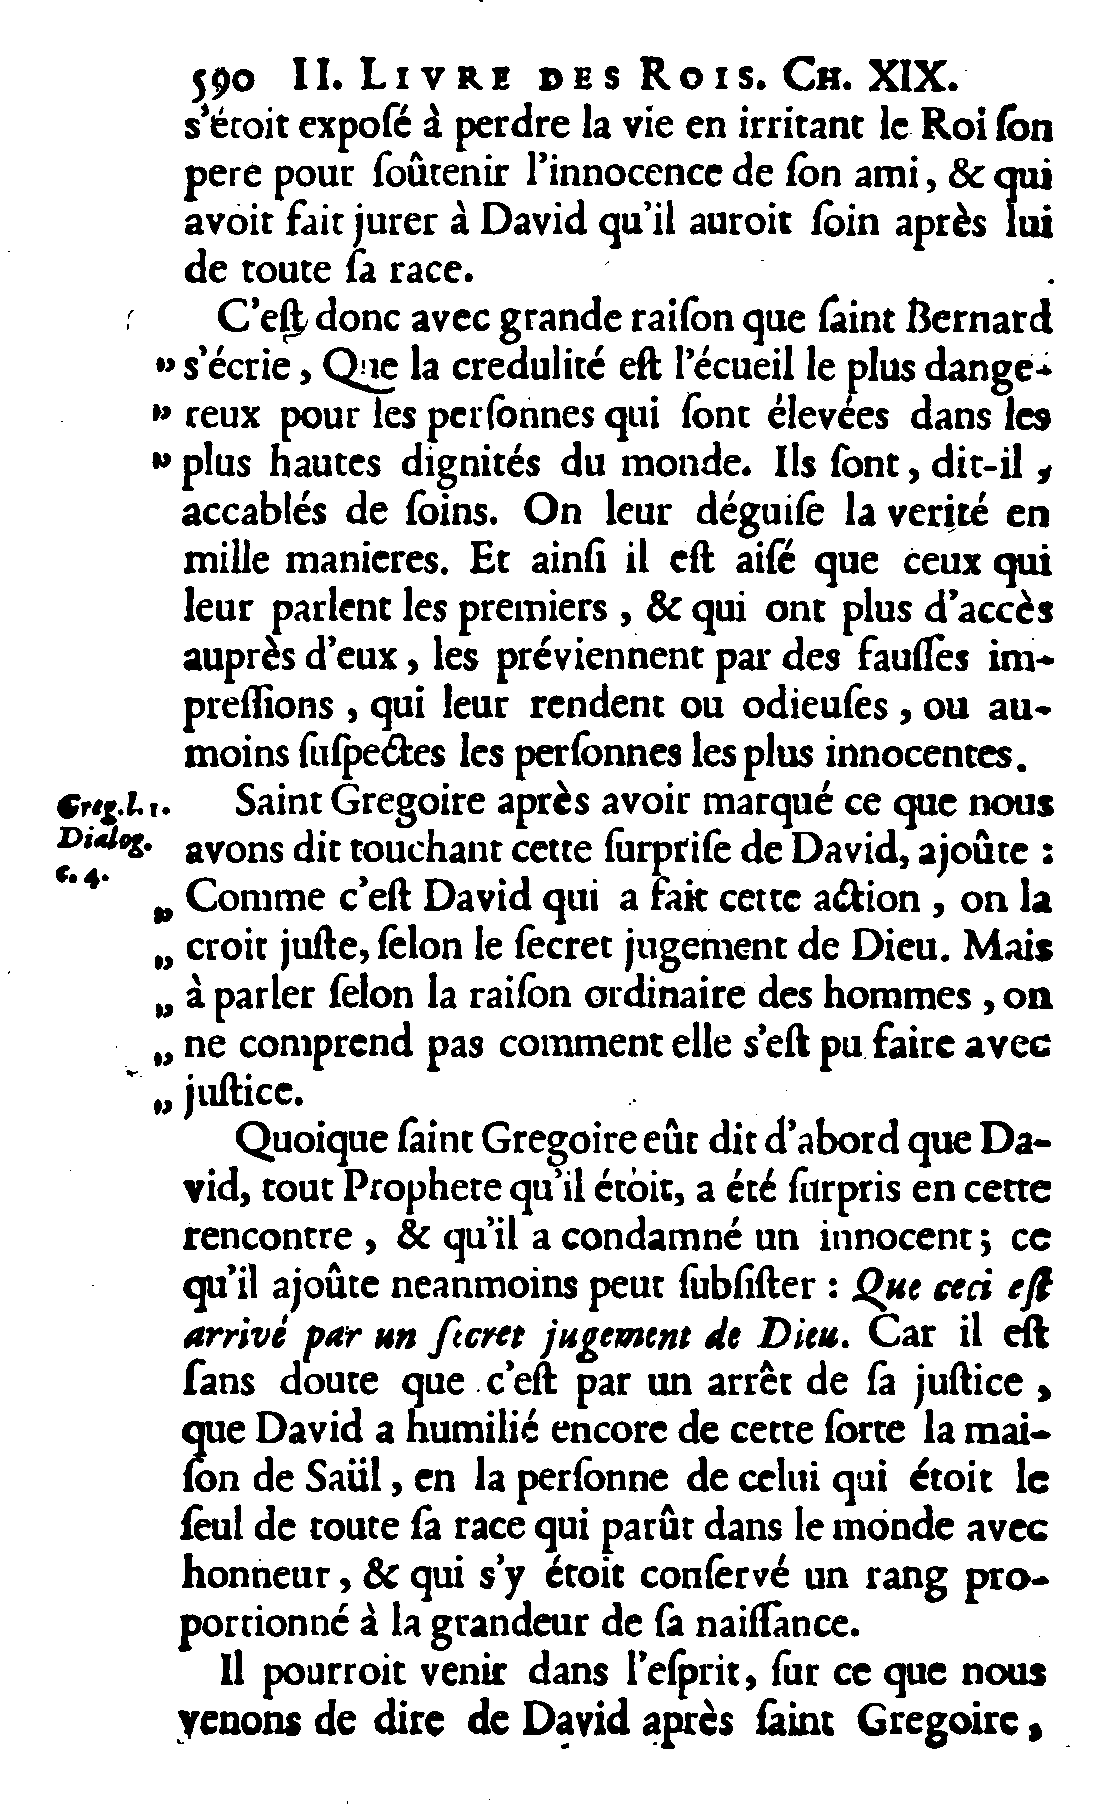 590 II. LIVRE DES ROIS. CH. XIX.
s'étoit expoſé à perdre la vie en irritant le Roi ſon
pere pour ſoûtenir l'innocence de ſon ami, & qui
avoit fait jurer à David qu'il auroit ſoin après lui
de toute ſa race.
C'eſt donc avec grande raiſon que ſaint Bernard
„ s'écrie, Que la credulité eſt l'écueil le plus dange-
„ reux pour les perſonnes qui ſont élevées dans les
„ plus hautes dignités du monde. Ils ſont, dit-il,
accablés de ſoins. On leur déguiſe la verité en
mille manieres. Et ainſi il eſt aiſé que ceux qui
leur parlent les premiers, & qui ont plus d'accès
auprès d'eux, les préviennent par des fauſſes im-
preſſions, qui leur rendent ou odieuſes, ou au-
moins ſuſpectes les perſonnes les plus innocentes.
Greg. l. 1.
Dialog.
c. 4.
Saint Gregoire après avoir marqué ce que nous
avons dit touchant cette ſurpriſe de David, ajoûte :
„ Comme c'eſt David qui a fait cette action, on la
„ croit juſte, ſelon le ſecret jugement de Dieu. Mais
„ à parler ſelon la raiſon ordinaire des hommes, on
„ ne comprend pas comment elle s'eſt pu faire avec
„ juſtice.
Quoique ſaint Gregoire eût dit d'abord que Da-
vid, tout Prophete qu'il étoit, a été ſurpris en cette
rencontre, & qu'il a condamné un innocent; ce
qu'il ajoûte neanmoins peut ſubſiſter : Que ceci eſt
arrivé par un ſecret jugement de Dieu. Car il eſt
ſans doute que c'eſt par un arrêt de ſa juſtice,
que David a humilié encore de cette ſorte la mai-
ſon de Saül, en la perſonne de celui qui étoit le
ſeul de toute ſa race qui parût dans le monde avec
honneur, & qui s'y étoit conſervé un rang pro-
portionné à la grandeur de ſa naiſſance.
Il pourroit venir dans l'eſprit, ſur ce que nous
venons de dire de David après ſaint Gregoire,